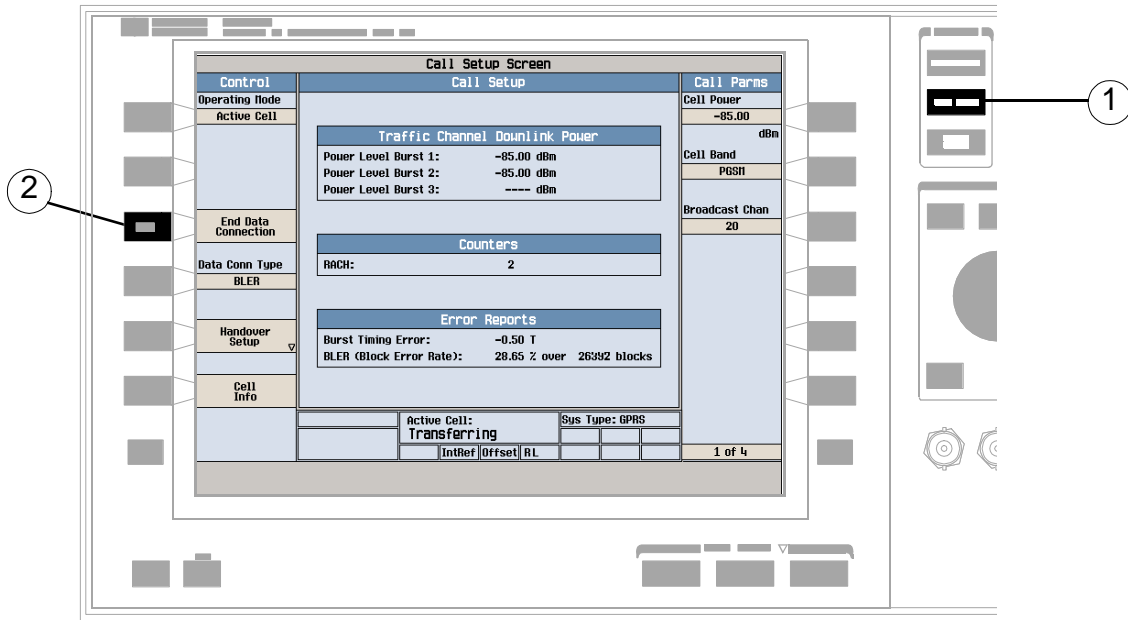 Call Setup Screen
Control
Call Setup
Call Parms
Operating Mode
Active Cell
End Data
Connection
Data Conn Type
BLER
Handover
Setup
Cell
Info
Traffic Channel Downlink Power
Power Level Burst 1: -85.00 dBm
Power Level Burst 2: -85.00 dBm
Power Level Burst 3: ---- dBm
Counters
RACH: 2
Error Reports
Burst Timing Error: -0.50 T
BLER (Block Error Rate): 28.65 % over 26392 blocks
Active Cell:
Transferring
Sys Type: GPRS
IntRef Offset RL
Cell Power
-85.00
dBm
Cell Band
PGSM
Broadcast Chan
20
1 of 4
1
2